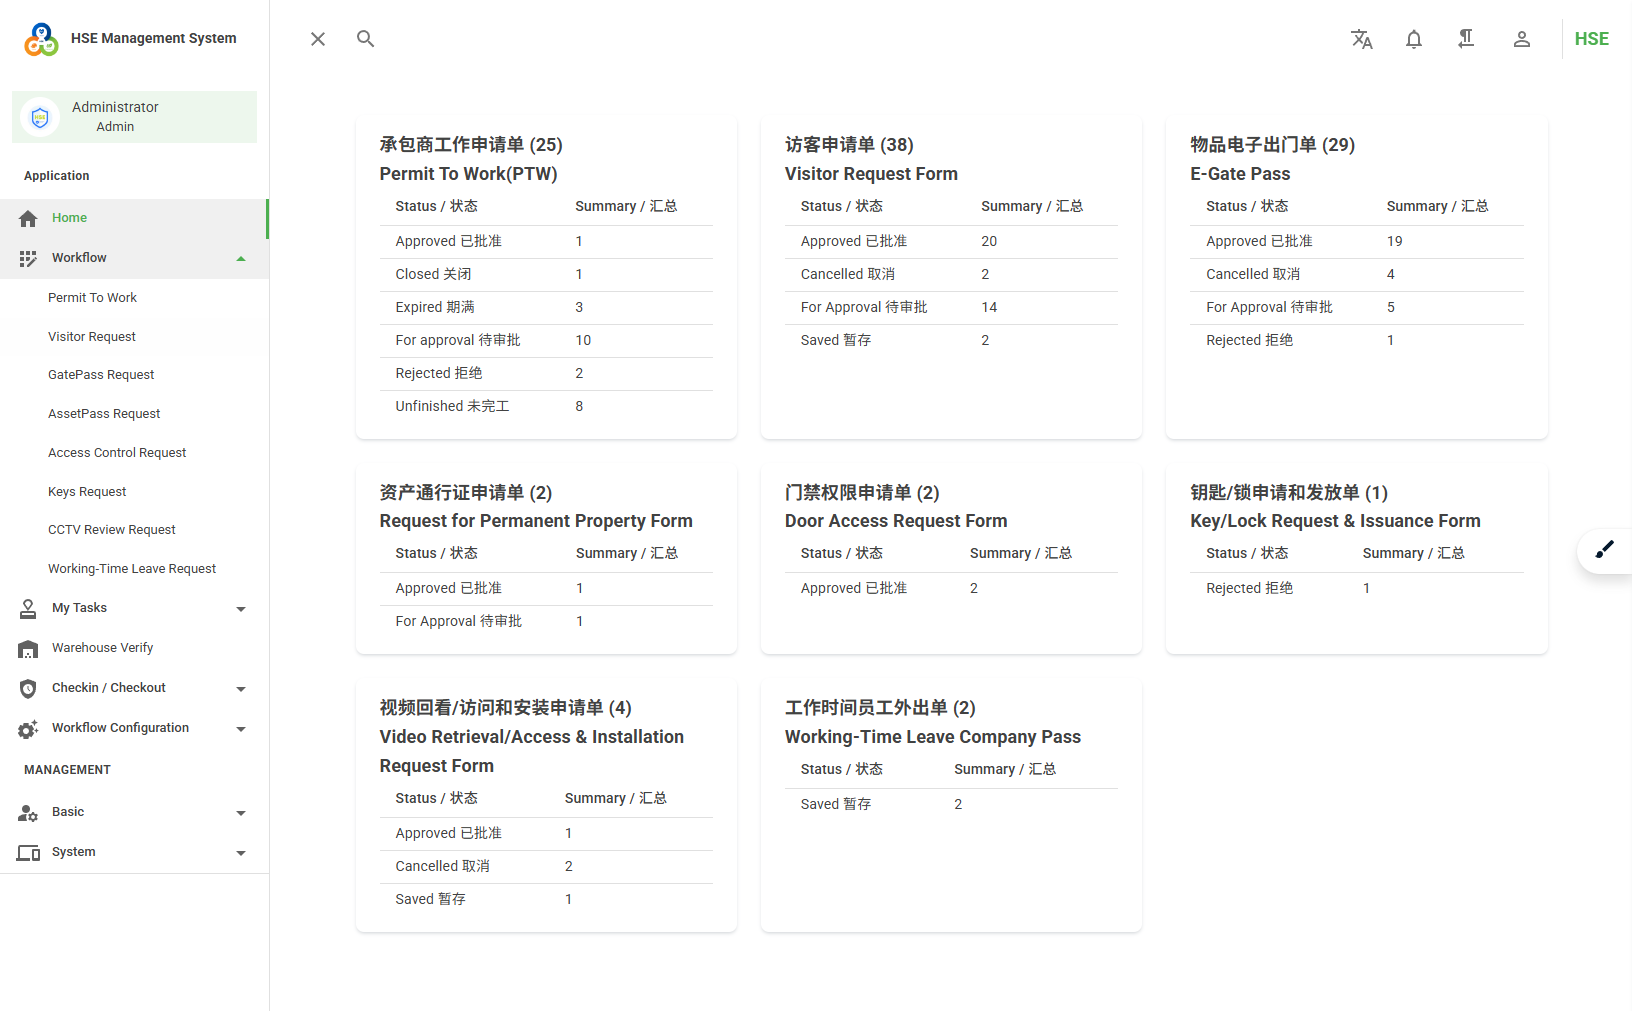 HSE Management System
Administrator
Admin
Application
Home
Workflow
Permit To Work
Visitor Request
GatePass Request
AssetPass Request
Access Control Request
Keys Request
CCTV Review Request
Working-Time Leave Request
My Tasks
Warehouse Verify
Checkin / Checkout
Workflow Configuration
MANAGEMENT
Basic
System
HSE
承包商工作申请单 (25)
Permit To Work(PTW)
Status / 状态 Summary / 汇总
Approved 已批准 1
Closed 关闭 1
Expired 期满 3
For approval 待审批 10
Rejected 拒绝 2
Unfinished 未完工 8
访客申请单 (38)
Visitor Request Form
Status / 状态 Summary / 汇总
Approved 已批准 20
Cancelled 取消 2
For Approval 待审批 14
Saved 暂存 2
物品电子出门单 (29)
E-Gate Pass
Status / 状态 Summary / 汇总
Approved 已批准 19
Cancelled 取消 4
For Approval 待审批 5
Rejected 拒绝 1
资产通行证申请单 (2)
Request for Permanent Property Form
Status / 状态 Summary / 汇总
Approved 已批准 1
For Approval 待审批 1
门禁权限申请单 (2)
Door Access Request Form
Status / 状态 Summary / 汇总
Approved 已批准 2
钥匙/锁申请和发放单 (1)
Key/Lock Request & Issuance Form
Status / 状态 Summary / 汇总
Rejected 拒绝 1
视频回看/访问和安装申请单 (4)
Video Retrieval/Access & Installation
Request Form
Status / 状态 Summary / 汇总
Approved 已批准 1
Cancelled 取消 2
Saved 暂存 1
工作时间员工外出单 (2)
Working-Time Leave Company Pass
Status / 状态 Summary / 汇总
Saved 暂存 2